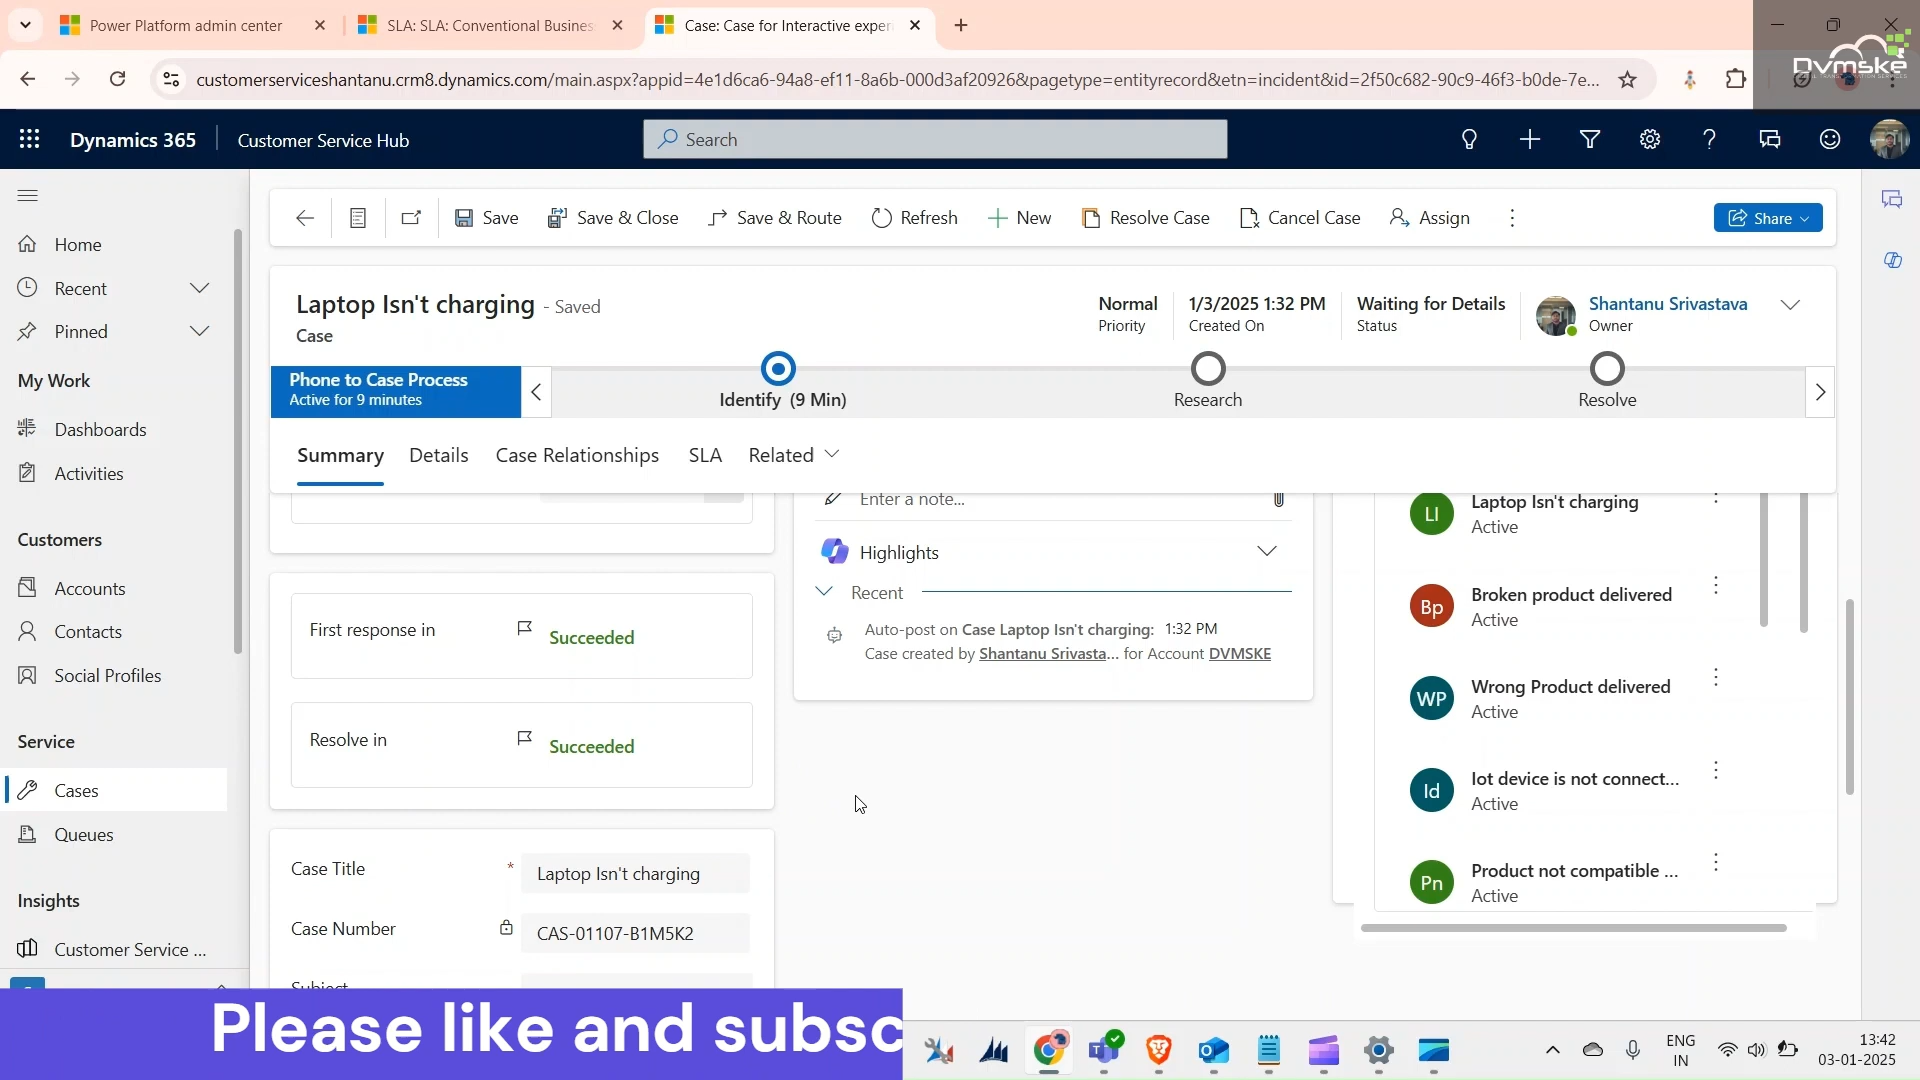 Power Platform admin center
SLA: SLA: Conventional Busines
Case: Case for Interactive exper
customerserviceshantanu.crm8.dynamics.com/main.aspx?appid=4e1d6ca6-94a8-ef11-8a6b-000d3af20926&pagetype=entityrecord&etn=incident&id=2f50c682-90c9-46f3-b0de-7e...
Dvmske
Dynamics 365
Customer Service Hub
Search
Save
Save & Close
Save & Route
Refresh
New
Resolve Case
Cancel Case
Assign
Share
Home
Recent
Pinned
My Work
Dashboards
Activities
Customers
Accounts
Contacts
Social Profiles
Service
Cases
Queues
Insights
Customer Service ...
Laptop Isn't charging - Saved
Case
Normal
Priority
1/3/2025 1:32 PM
Created On
Waiting for Details
Status
Shantanu Srivastava
Owner
Phone to Case Process
Active for 9 minutes
Identify (9 Min)
Research
Resolve
Summary
Details
Case Relationships
SLA
Related
First response in
Succeeded
Resolve in
Succeeded
Case Title
*
Laptop Isn't charging
Case Number
CAS-01107-B1M5K2
Subject
Enter a note...
Highlights
Recent
Auto-post on Case Laptop Isn't charging: 1:32 PM
Case created by Shantanu Srivasta... for Account DVMSKE
LI
Laptop Isn't charging
Active
Bp
Broken product delivered
Active
WP
Wrong Product delivered
Active
Id
Iot device is not connect...
Active
Pn
Product not compatible ...
Active
Please like and subsc
ENG
IN
13:42
03-01-2025